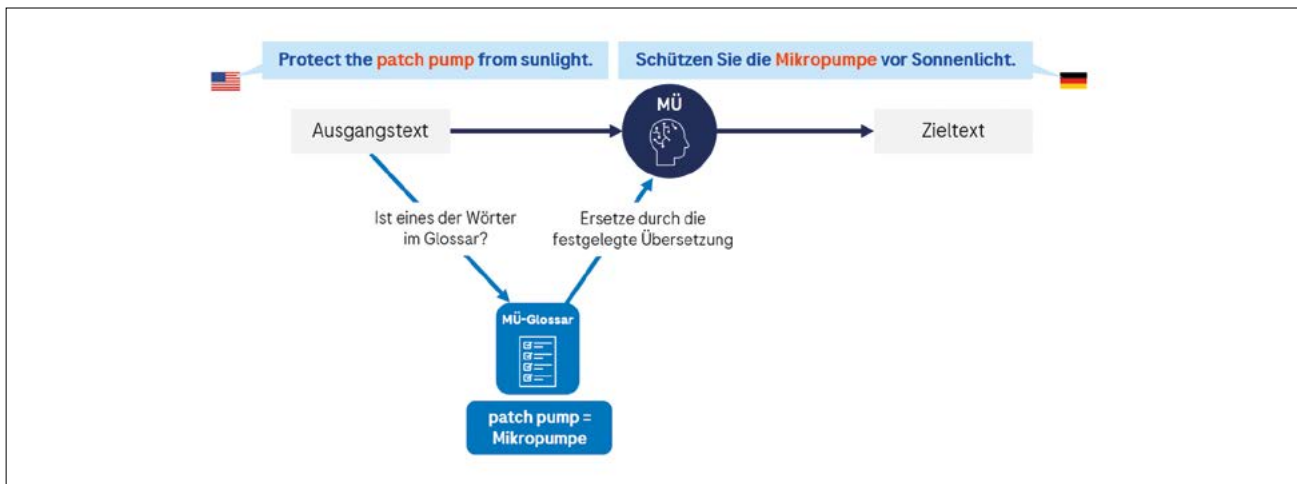 Protect the patch pump from sunlight.
Schützen Sie die Mikropumpe vor Sonnenlicht.
MÜ
Ausgangstext
Zieltext
Ist eines der Wörter
im Glossar?
Ersetze durch die
festgelegte Übersetzung
MÜ-Glossar
patch pump =
Mikropumpe